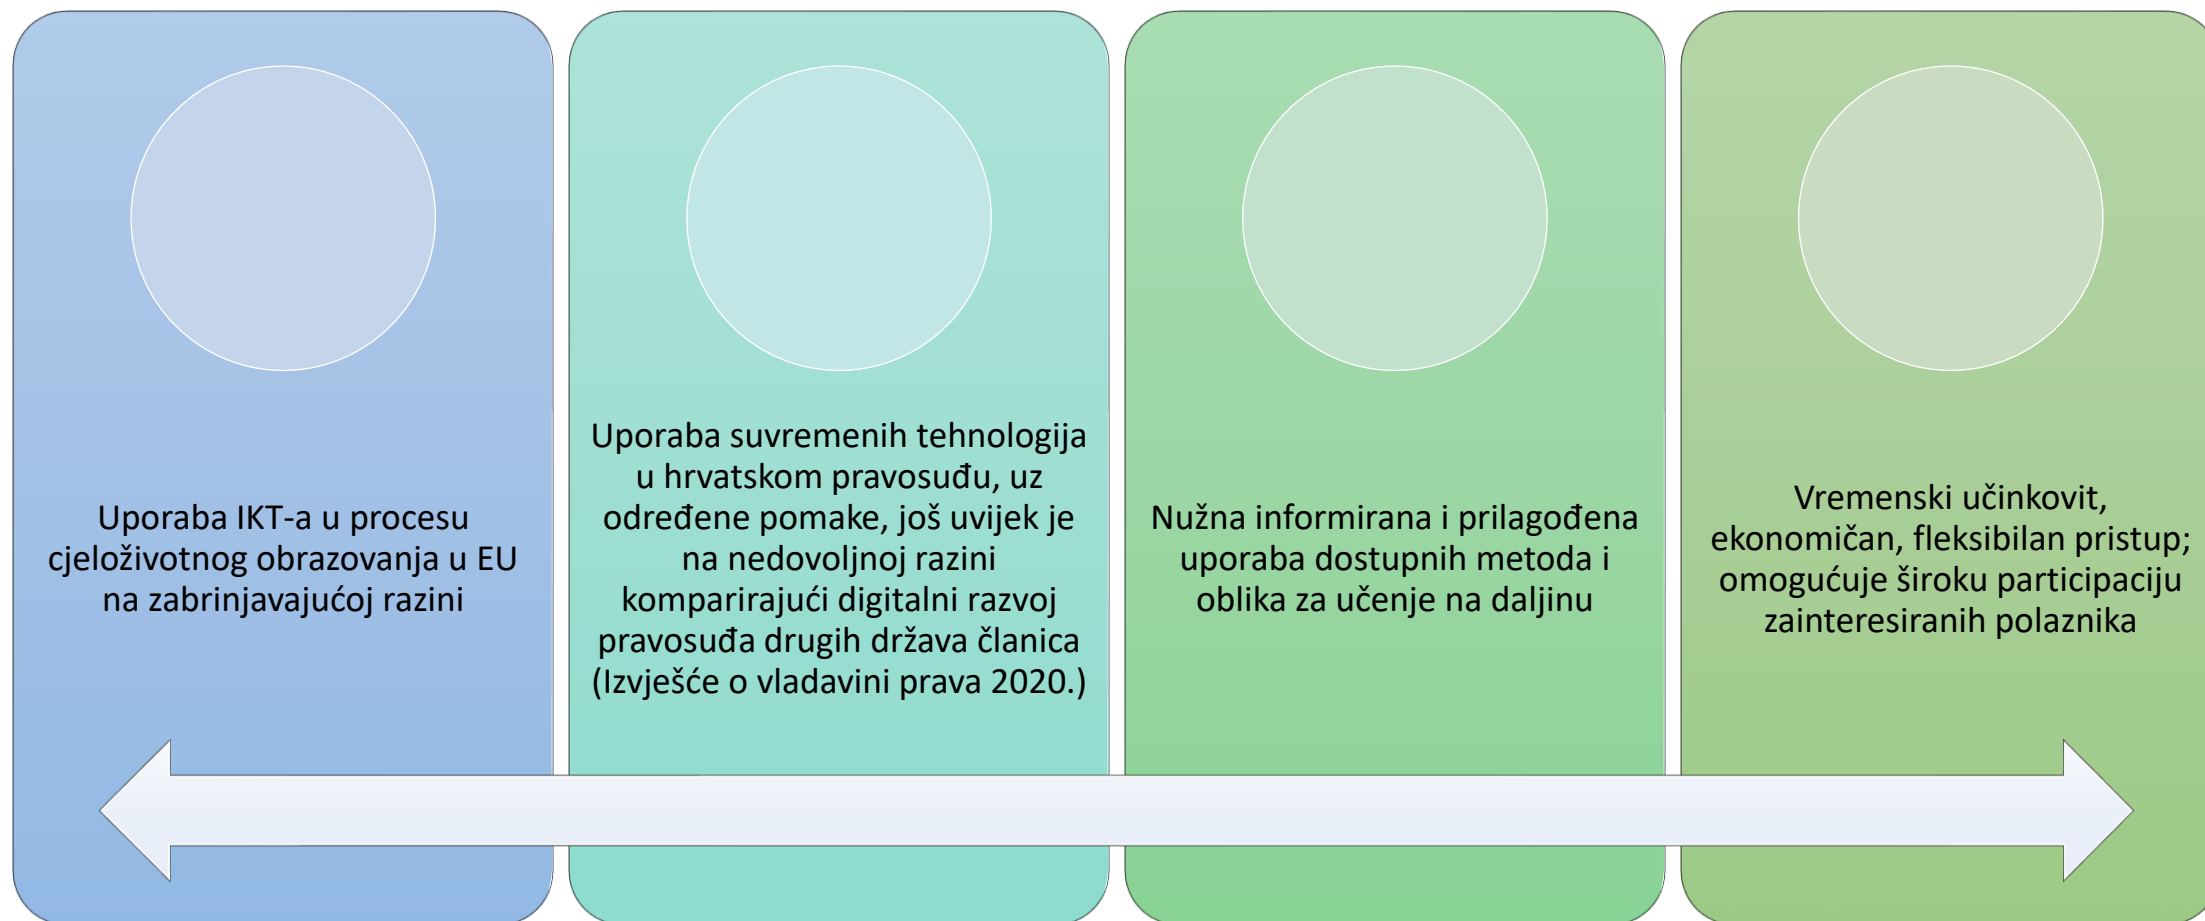 Uporaba IKT-a u procesu
cjeloživotnog obrazovanja u EU
na zabrinjavajućoj razini
Uporaba suvremenih tehnologija
u hrvatskom pravosuđu, uz
određene pomake, još uvijek je
na nedovoljnoj razini
komparirajući digitalni razvoj
pravosuđa drugih država članica
(Izvješće o vladavini prava 2020.)
Nužna informirana i prilagođena
uporaba dostupnih metoda i
oblika za učenje na daljinu
Vremenski učinkovit,
ekonomičan, fleksibilan pristup;
omogućuje široku participaciju
zainteresiranih polaznika